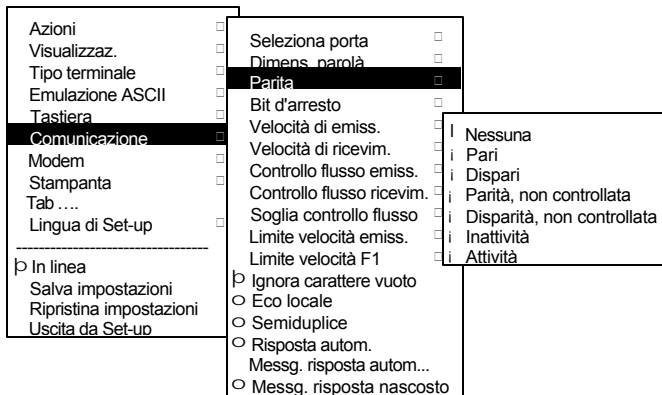 Azioni
Visualizzaz.
Tipo terminale
Emulazione ASCII
Tastiera
Comunicazione
Modem
Stampanta
Tab ....
Lingua di Set-up
----------------------------------
þ In linea
Salva impostazioni
Ripristina impostazioni
Uscita da Set-up
Seleziona porta
Dimens. parolà
Parita
Bit d'arresto
Velocità di emiss.
Velocità di ricevim.
Controllo flusso emiss.
Controllo flusso ricevim.
Soglia controllo flusso
Limite velocità emiss.
Limite velocità F1
þ Ignora carattere vuoto
O Eco locale
O Semiduplice
O Risposta autom.
Messg. risposta autom...
O Messg. risposta nascosto
l Nessuna
i Pari
i Dispari
i Parità, non controllata
i Disparità, non controllata
i Inattività
i Attività